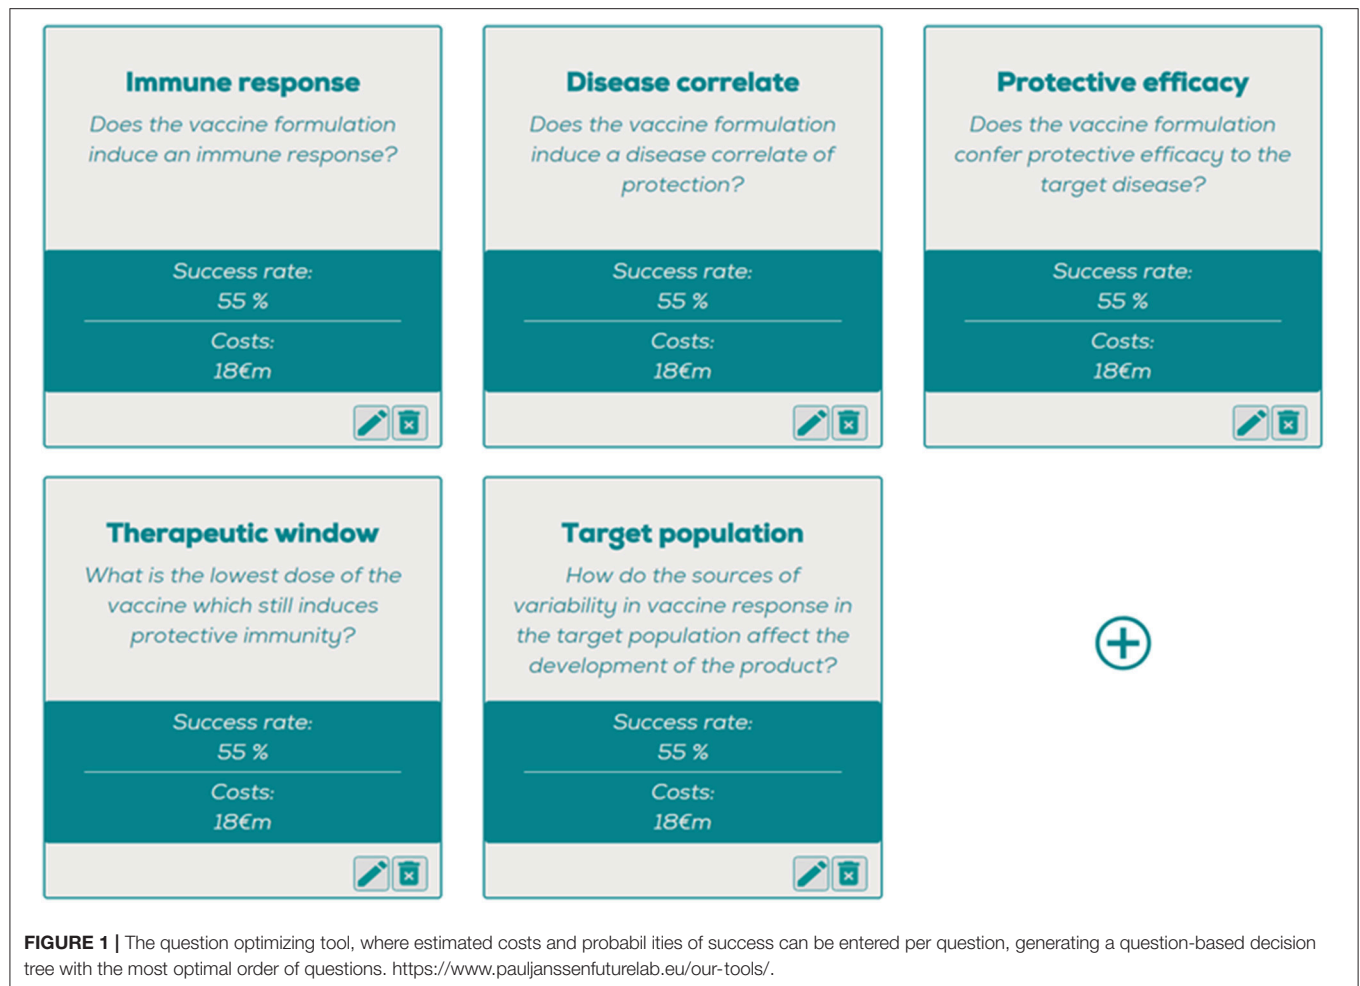 Immune response
Does the vaccine formulation
induce an immune response?
Success rate:
55 %
Costs:
18€m
Disease correlate
Does the vaccine formulation
induce a disease correlate of
protection?
Success rate:
55 %
Costs:
18€m
Protective efficacy
Does the vaccine formulation
confer protective efficacy to the
target disease?
Success rate:
55 %
Costs:
18€m
Therapeutic window
What is the lowest dose of the
vaccine which still induces
protective immunity?
Success rate:
55 %
Costs:
18€m
Target population
How do the sources of
variability in vaccine response in
the target population affect the
development of the product?
Success rate:
55 %
Costs:
18€m
FIGURE 1 | The question optimizing tool, where estimated costs and probabil ities of success can be entered per question, generating a question-based decision
tree with the most optimal order of questions. https://www.pauljanssenfuturelab.eu/our-tools/.